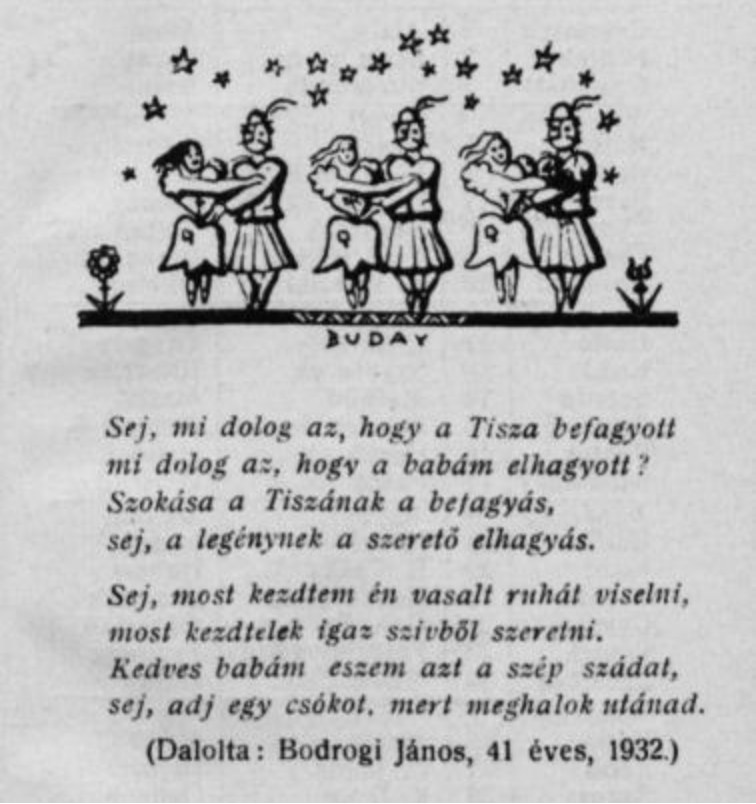 BUDAY
Sej, mi dolog az, hogy a Tisza befagyott
mi dolog az, hogy a babám elhagyott?
Szokása a Tiszának a befagyás,
sej, a legénynek a szerető elhagyás.
Sej, most kezdtem én vasalt ruhát viselni,
most kezdtelek igaz szivből szeretni.
Kedves babám eszem azt a szép szádat,
sej, adj egy csókot, mert meghalok utánad.
(Dalolta: Bodrogi János, 41 éves, 1932.)